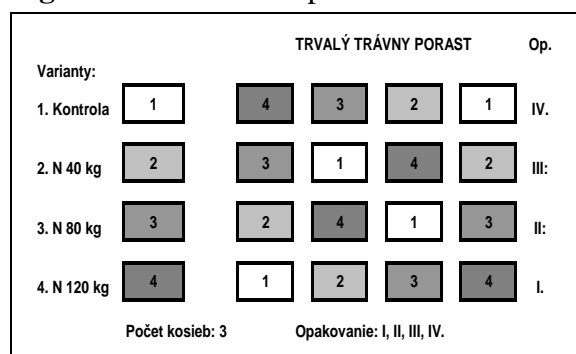 TRVALÝ TRÁVNY PORAST Op.
Varianty:
1. Kontrola 1 4 3 2 1 IV.
2. N 40 kg 2 3 1 4 2 III:
3. N 80 kg 3 2 4 1 3 II:
4. N 120 kg 4 1 2 3 4 I.
Počet kosieb: 3 Opakovanie: I, II, III, IV.